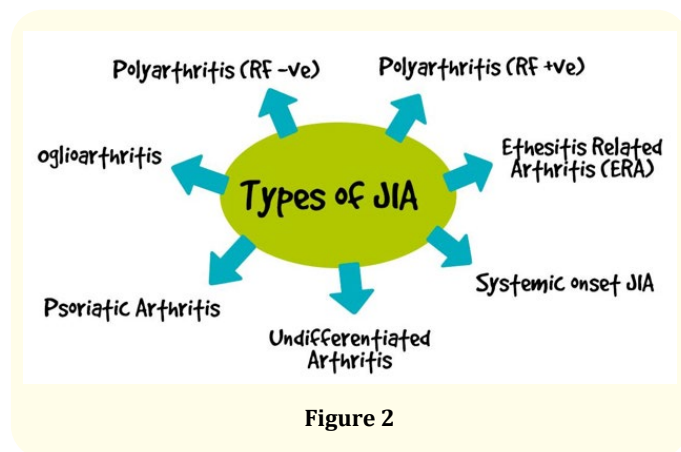 Polyarthritis (RF -ve)
Polyarthritis (RF +ve)
oglioarthritis
Ethesitis Related
Arthritis (ERA)
Types of JIA
Systemic onset JIA
Psoriatic Arthritis
Undifferentiated
Arthritis
Figure 2